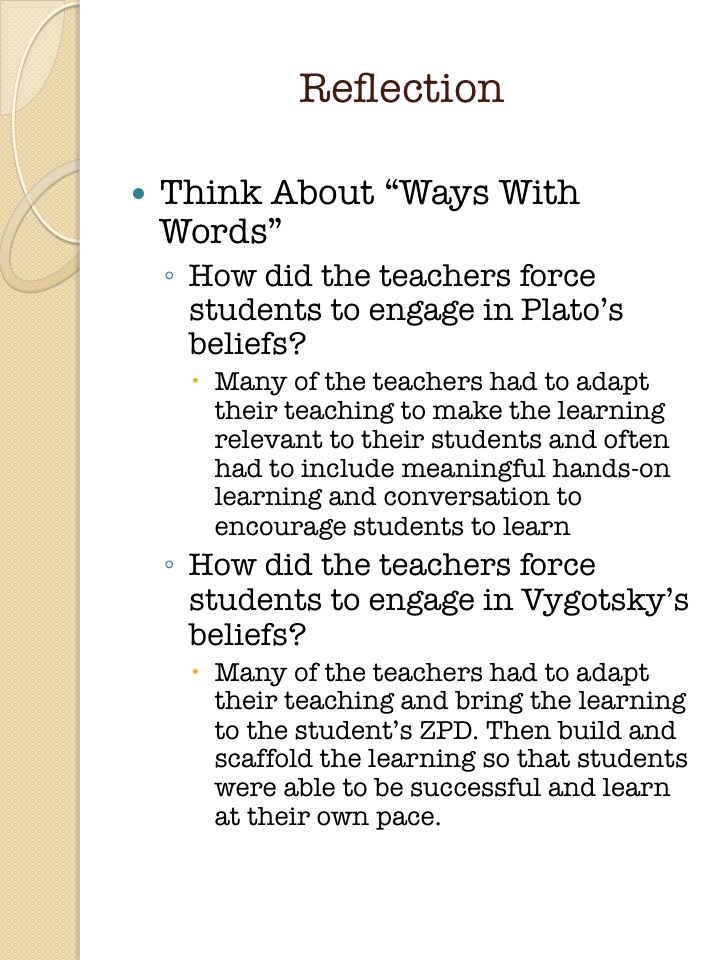 Reflection
• Think About “Ways With
Words”
◦ How did the teachers force
students to engage in Plato’s
beliefs?
• Many of the teachers had to adapt
their teaching to make the learning
relevant to their students and often
had to include meaningful hands-on
learning and conversation to
encourage students to learn
◦ How did the teachers force
students to engage in Vygotsky’s
beliefs?
• Many of the teachers had to adapt
their teaching and bring the learning
to the student’s ZPD. Then build and
scaffold the learning so that students
were able to be successful and learn
at their own pace.